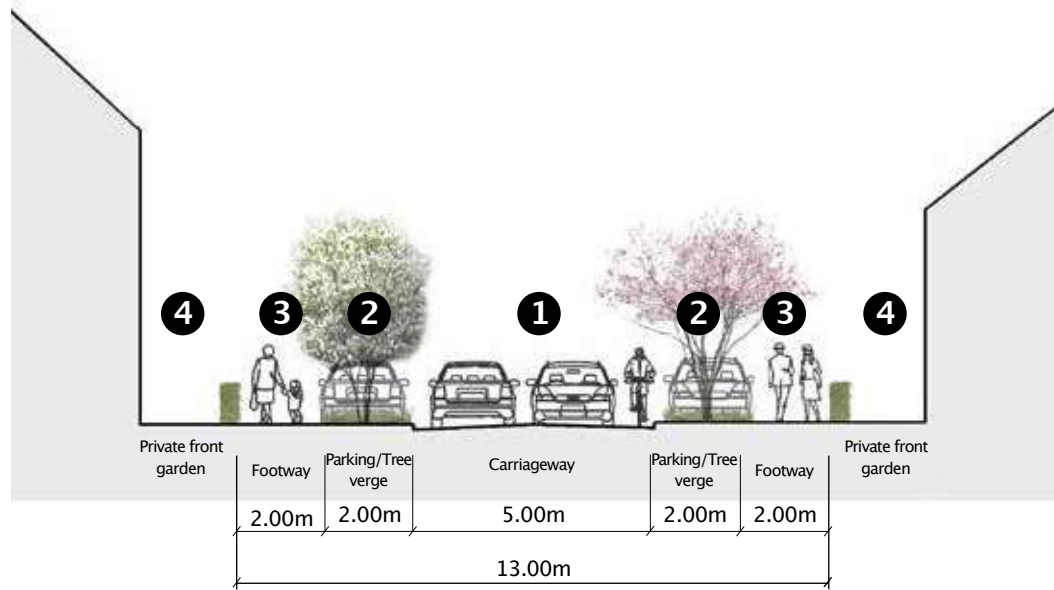 4 3 2 1 2 3 4
Private front
garden
Footway
Parking/Tree
verge
Carriageway
Parking/Tree
verge
Footway
Private front
garden
2.00m 2.00m 5.00m 2.00m 2.00m
13.00m